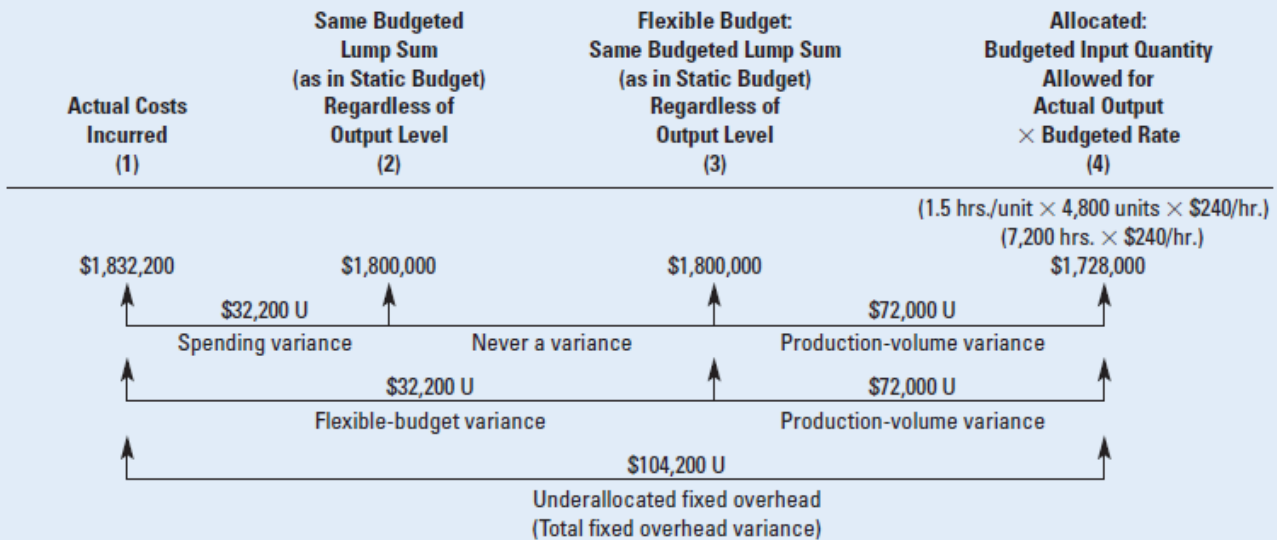 Actual Costs
Incurred
(1)
Same Budgeted
Lump Sum
(as in Static Budget)
Regardless of
Output Level
(2)
Flexible Budget:
Same Budgeted Lump Sum
(as in Static Budget)
Regardless of
Output Level
(3)
Allocated:
Budgeted Input Quantity
Allowed for
Actual Output
× Budgeted Rate
(4)
(1.5 hrs./unit × 4,800 units × $240/hr.)
(7,200 hrs. × $240/hr.)
$1,832,200 $1,800,000 $1,800,000 $1,728,000
$32,200 U $72,000 U
Spending variance Never a variance Production-volume variance
$32,200 U $72,000 U
Flexible-budget variance Production-volume variance
$104,200 U
Underallocated fixed overhead
(Total fixed overhead variance)